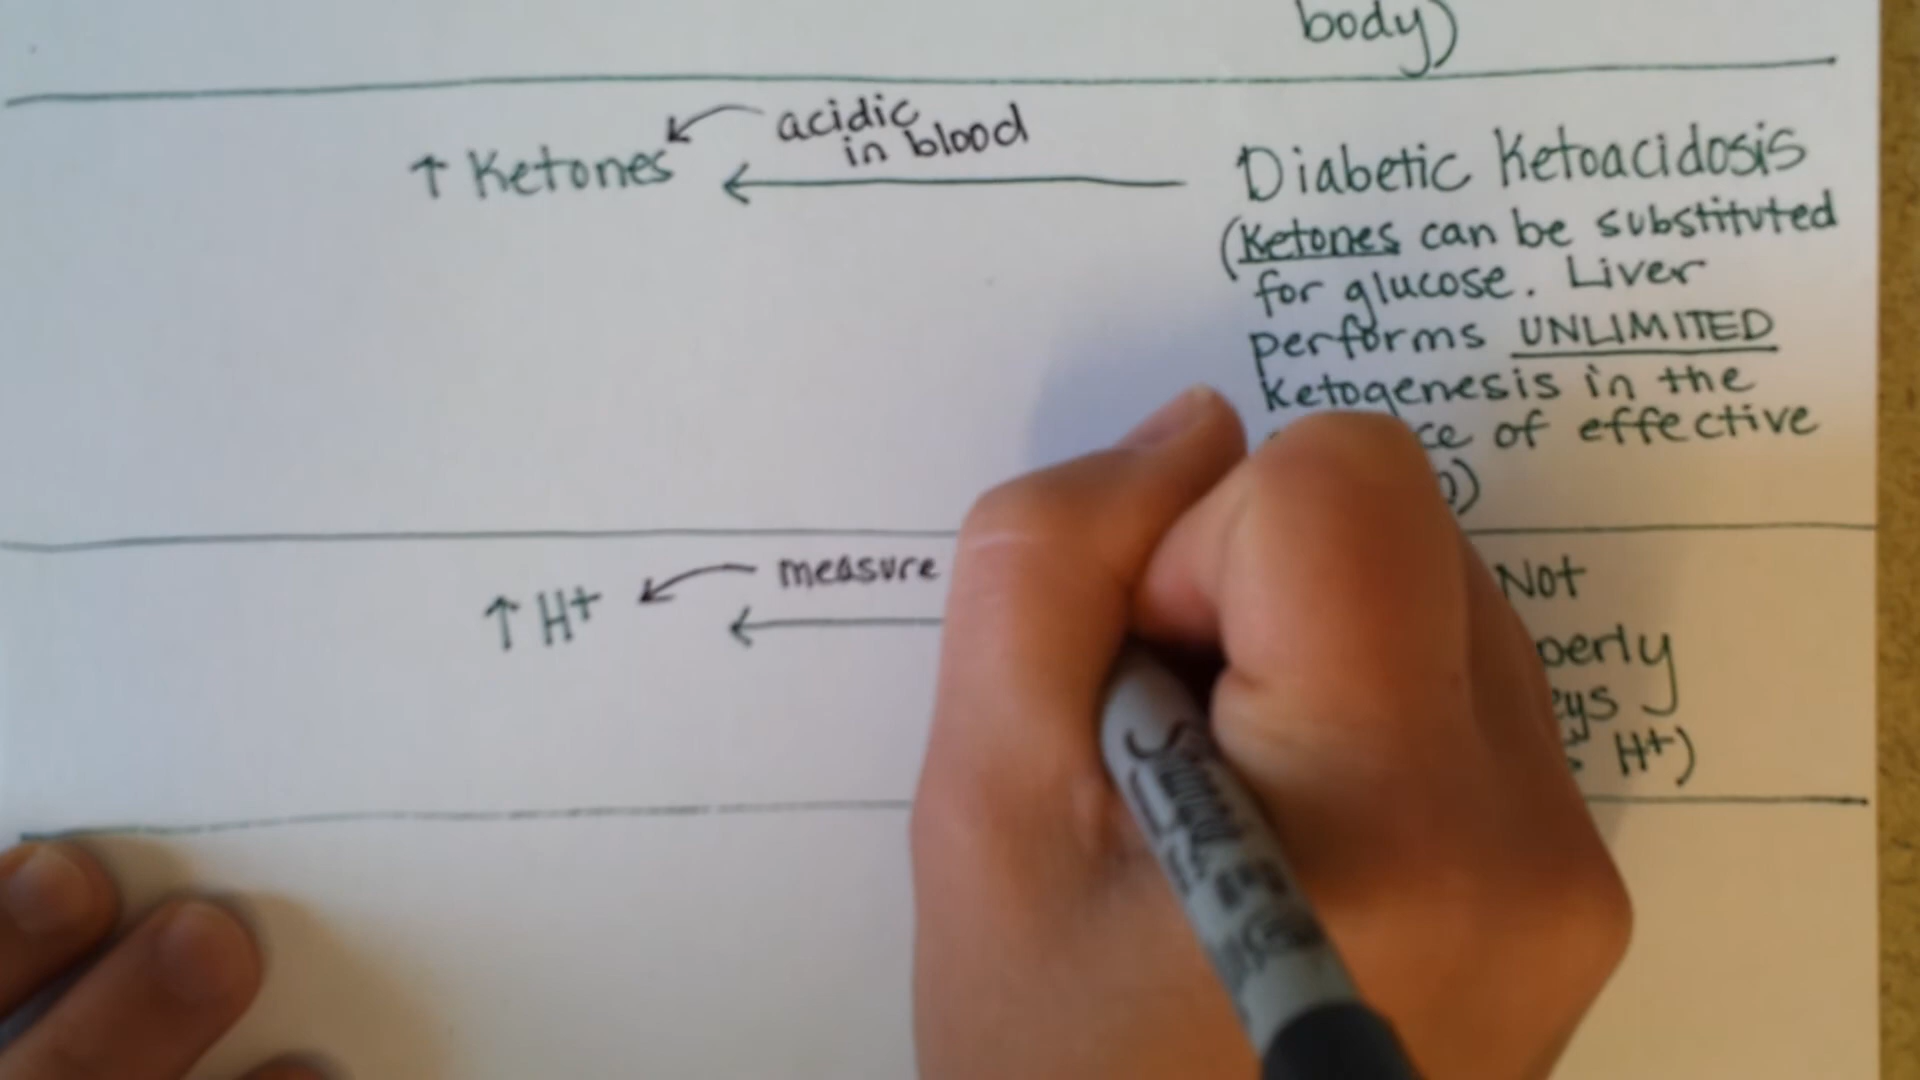 body)
acidic
in blood
↑ Ketones
←
Diabetic Ketoacidosis
(Ketones can be substituted
for glucose. Liver
performs UNLIMITED
Ketogenesis in the
of effective
measure
↑ H+
←
Not
H+)
Sharpie